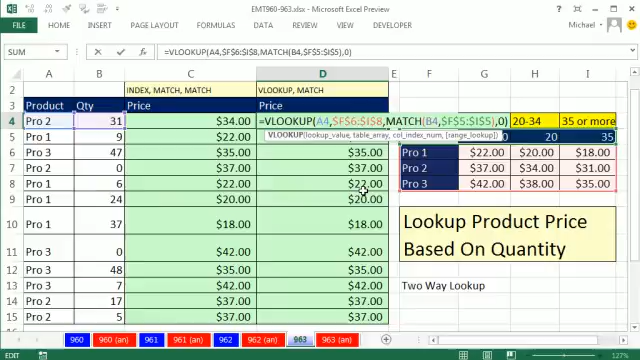 EMT960-963.xlsx - Microsoft Excel Preview
FILE HOME INSERT PAGE LAYOUT FORMULAS DATA REVIEW VIEW DEVELOPER Michael
SUM =VLOOKUP(A4,$F$6:$I$8,MATCH(B4,$F$5:$I$5),0)
A B C D E F G H I
2 INDEX, MATCH, MATCH VLOOKUP, MATCH
3 Product Qty Price Price
4 Pro 2 31 $34.00 =VLOOKUP(A4,$F$6:$I$8,MATCH(B4,$F$5:$I$5),0) 20-34 35 or more
VLOOKUP(lookup_value, table_array, col_index_num, [range_lookup])
5 Pro 1 9 $22.00 20 35
6 Pro 3 47 $35.00 $35.00 Pro 1 $22.00 $20.00 $18.00
7 Pro 2 0 $37.00 $37.00 Pro 2 $37.00 $34.00 $31.00
8 Pro 1 6 $22.00 $22.00 Pro 3 $42.00 $38.00 $35.00
9 Pro 1 24 $20.00 $20.00
10 Pro 1 37 $18.00 $18.00 Lookup Product Price
Based On Quantity
11 Pro 3 0 $42.00 $42.00
12 Pro 3 48 $35.00 $35.00
13 Pro 3 7 $42.00 $42.00 Two Way Lookup
14 Pro 2 17 $37.00 $37.00
15 Pro 2 5 $37.00 $37.00
960 960 (an) 961 961 (an) 962 962 (an) 963 963 (an)
EDIT 127%